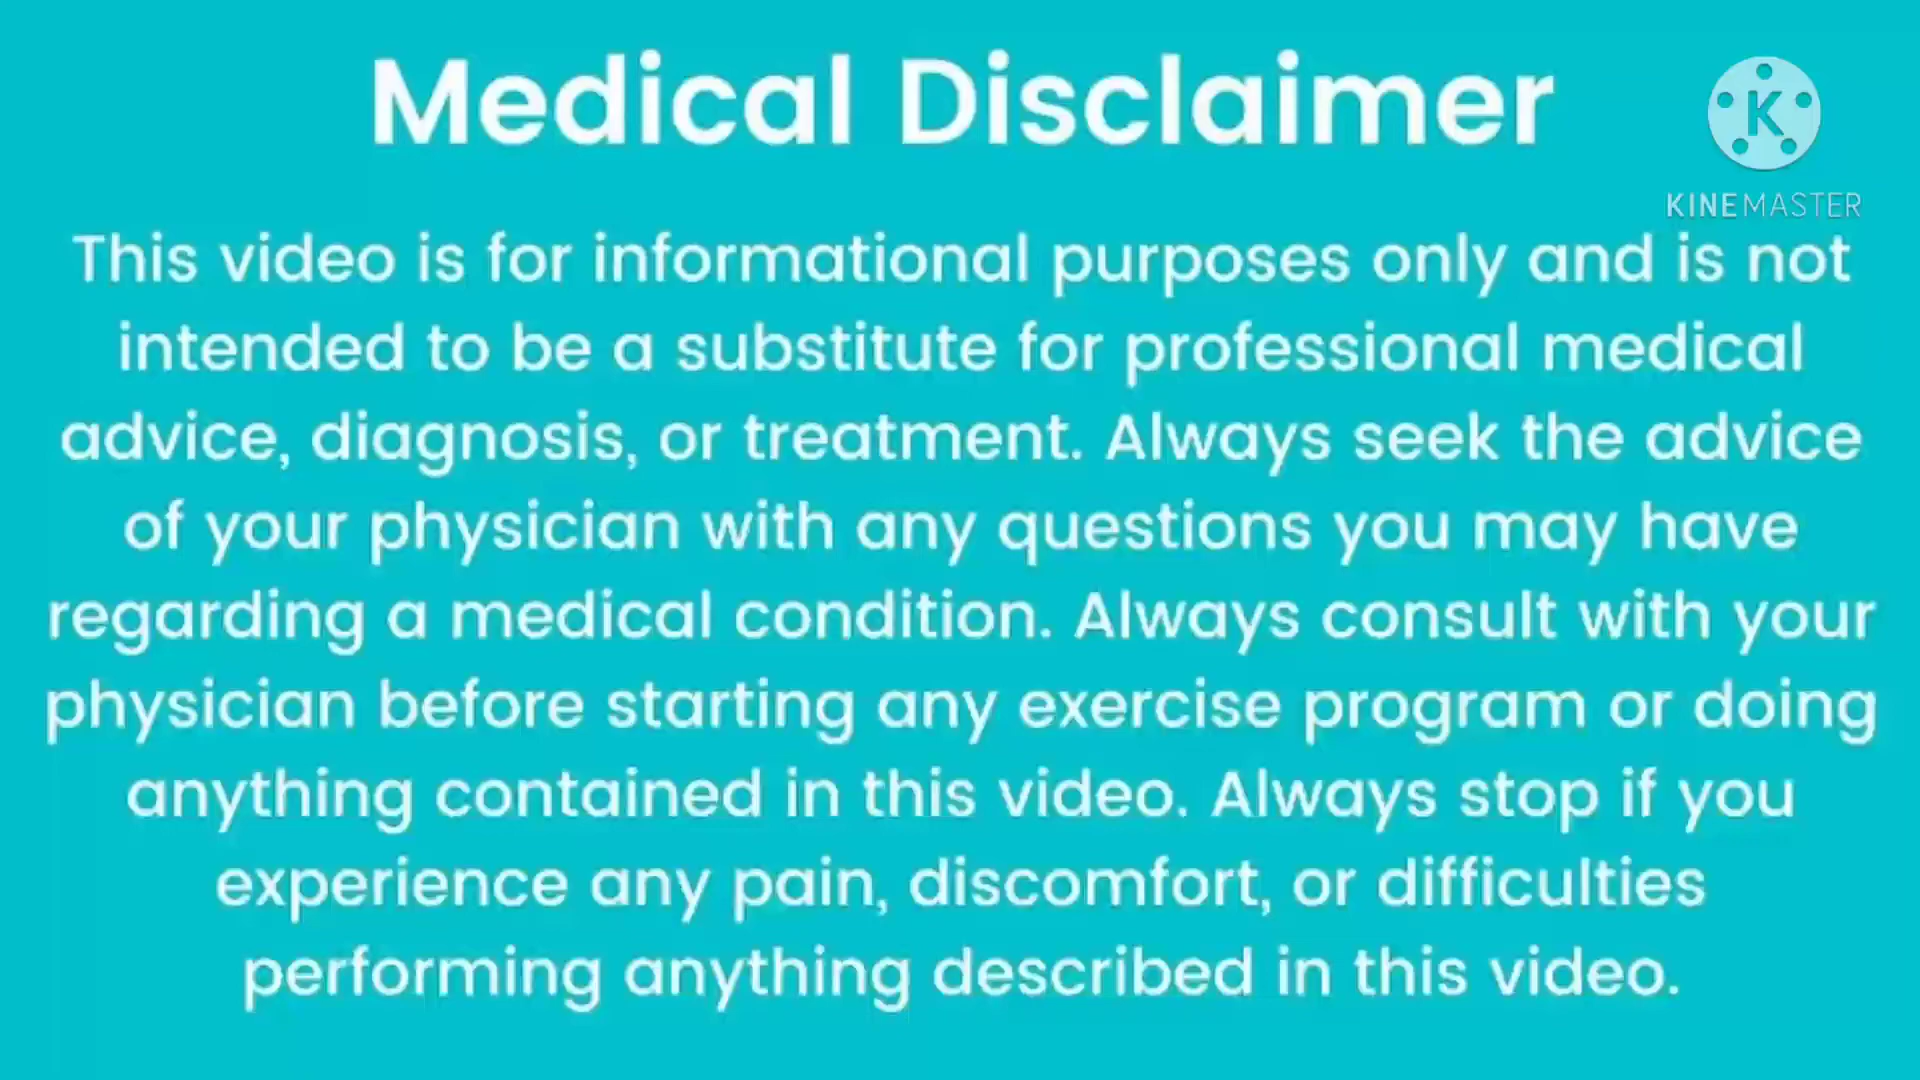 Medical Disclaimer
K
KINEMASTER
This video is for informational purposes only and is not
intended to be a substitute for professional medical
advice, diagnosis, or treatment. Always seek the advice
of your physician with any questions you may have
regarding a medical condition. Always consult with your
physician before starting any exercise program or doing
anything contained in this video. Always stop if you
experience any pain, discomfort, or difficulties
performing anything described in this video.